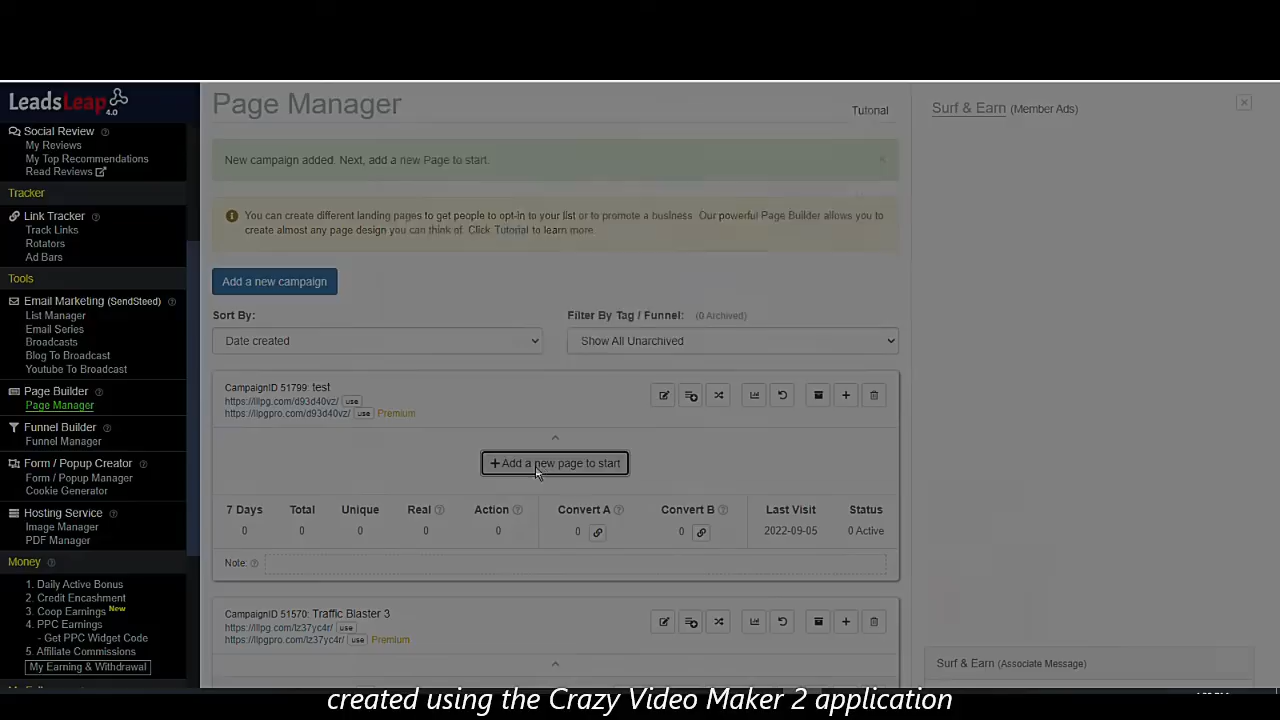 LeadsLeap 4.0
Social Review
My Reviews
My Top Recommendations
Read Reviews
Tracker
Link Tracker
Track Links
Rotators
Ad Bars
Tools
Email Marketing (SendSteed)
List Manager
Email Series
Broadcasts
Blog To Broadcast
Youtube To Broadcast
Page Builder
Page Manager
Funnel Builder
Funnel Manager
Form / Popup Creator
Form / Popup Manager
Cookie Generator
Hosting Service
Image Manager
PDF Manager
Money
1. Daily Active Bonus
2. Credit Encashment
3. Coop Earnings New
4. PPC Earnings
- Get PPC Widget Code
5. Affiliate Commissions
My Earning & Withdrawal
Page Manager
Tutorial
New campaign added. Next, add a new Page to start.
You can create different landing pages to get people to opt-in to your list or to promote a business. Our powerful Page Builder allows you to
create almost any page design you can think of. Click Tutorial to learn more.
Add a new campaign
Sort By:
Filter By Tag / Funnel: (0 Archived)
Date created
Show All Unarchived
CampaignID 51799: test
https://llpg.com/d93d40vz/ use
https://llpgpro.com/d93d40vz/ use Premium
+Add a new page to start
7 Days Total Unique Real Action Convert A Convert B Last Visit Status
0 0 0 0 0 0 0 2022-09-05 0 Active
Note:
CampaignID 51570: Traffic Blaster 3
https://llpg.com/lz37yc4r/ use
https://llpgpro.com/lz37yc4r/ use Premium
Surf & Earn (Member Ads)
Surf & Earn (Associate Message)
created using the Crazy Video Maker 2 application